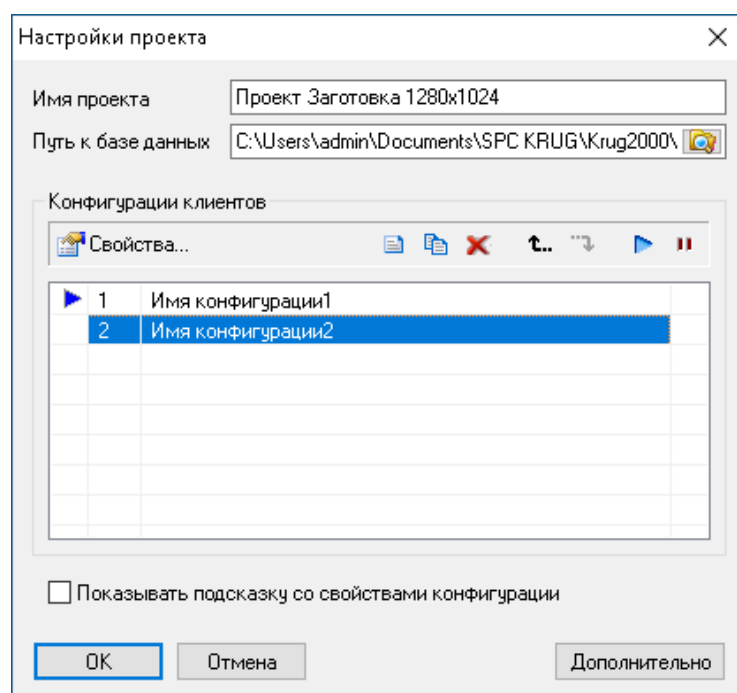 Настройки проекта
Имя проекта Проект Заготовка 1280x1024
Путь к базе данных C:\Users\admin\Documents\SPC KRUG\Krug2000\
Конфигурации клиентов
Свойства...
1 Имя конфигурации1
2 Имя конфигурации2
Показывать подсказку со свойствами конфигурации
OK Отмена Дополнительно